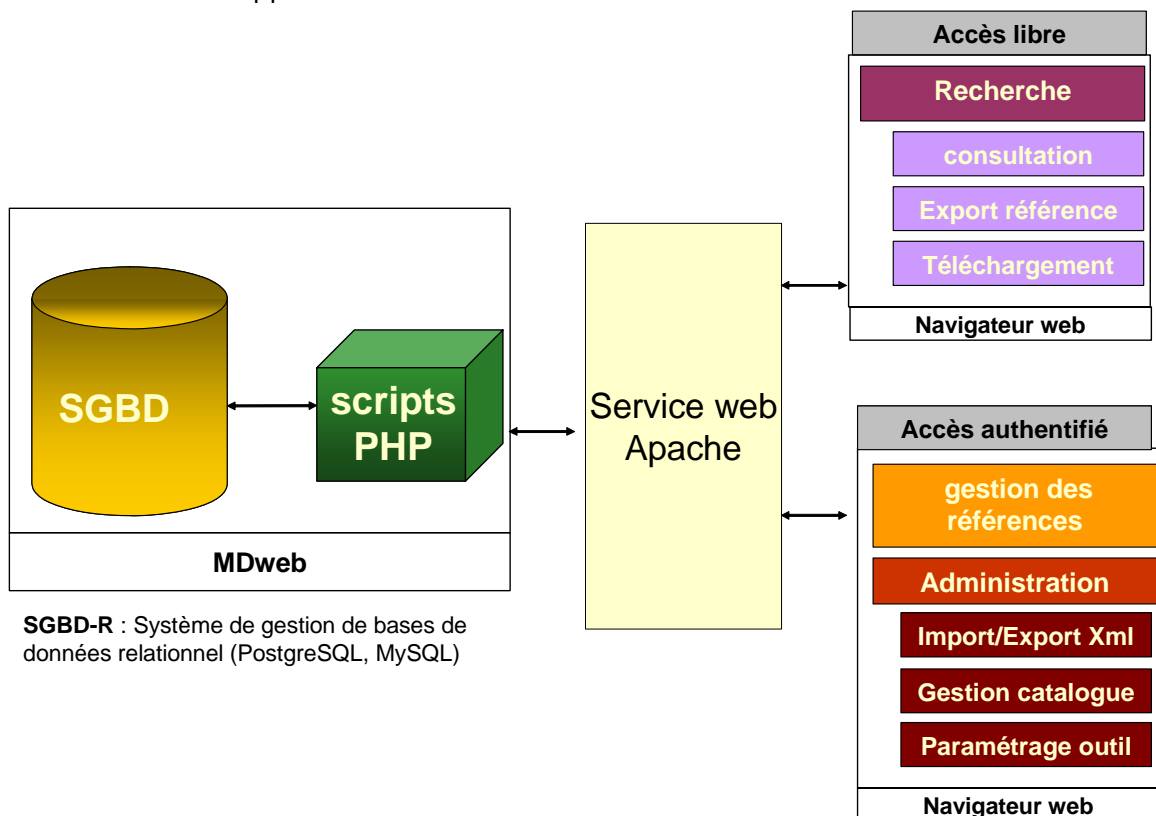 Accès libre
Recherche
consultation
Export référence
Téléchargement
Navigateur web
SGBD
scripts
PHP
MDweb
Service web
Apache
Accès authentifié
gestion des
références
Administration
Import/Export Xml
Gestion catalogue
Paramétrage outil
Navigateur web
SGBD-R : Système de gestion de bases de
données relationnel (PostgreSQL, MySQL)